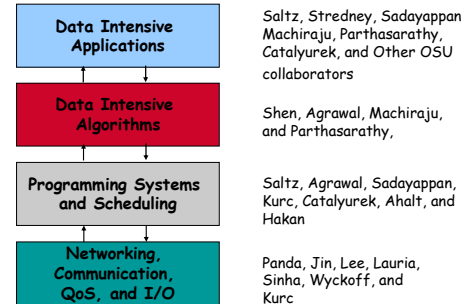 Data Intensive
Applications
Saltz, Stredney, Sadayappan
Machiraju, Parthasarathy,
Catalyurek, and Other OSU
collaborators
Data Intensive
Algorithms
Shen, Agrawal, Machiraju,
and Parthasarathy,
Programming Systems
and Scheduling
Saltz, Agrawal, Sadayappan,
Kurc, Catalyurek, Ahalt, and
Hakan
Networking,
Communication,
QoS, and I/O
Panda, Jin, Lee, Lauria,
Sinha, Wyckoff, and
Kurc